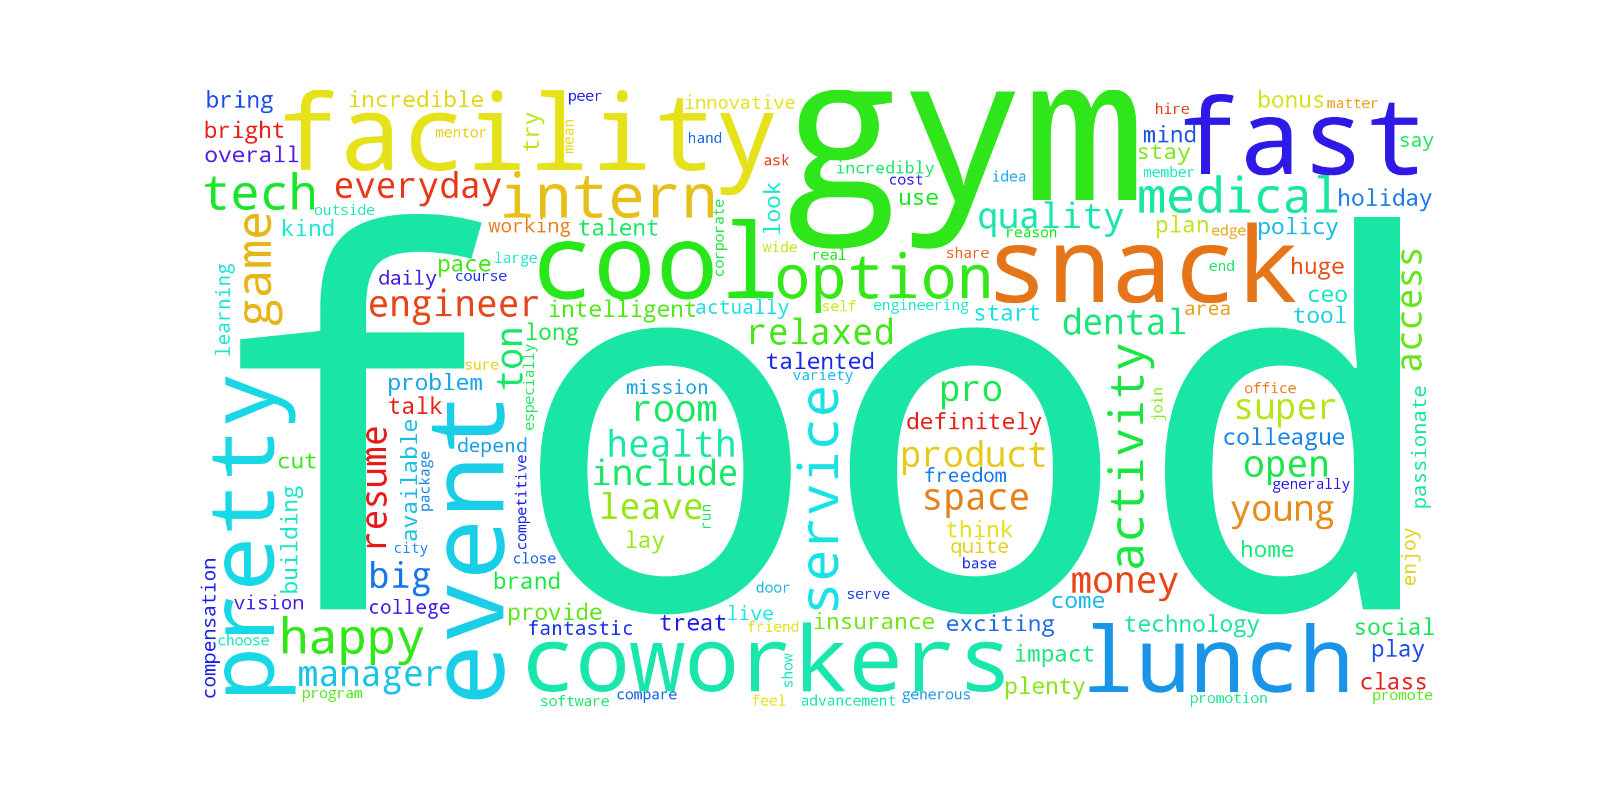 bring
incredible
peer
innovative
gym
hire
fast
bonus
matter
bright
facility
mentor
try
mean
hand
mind
say
overall
ask
incredibly
stay
member
tech
everyday
intern
cost
use
idea
quality
medical
holiday
outside
kind
working
talent
corporate
look
wide
real
reason
plan
edge
policy
game
learning
daily
pace
large
course
cool
option
share
snack
end
huge
access
engineer
intelligent
actually
self
engineering
start
area
ceo
tool
long
ton
especially
relaxed
dental
talented
variety
sure
food
pretty
problem
talk
event
mission
room
health
include
leave
run
lay
service
pro
definitely
product
freedom
space
think
quite
base
activity
join
office
super
colleague
open
generally
young
home
passionate
enjoy
cut
resume
available
package
depend
competitive
building
city
big
close
brand
compensation
vision
college
provide
fantastic
treat
live
door
friend
serve
insurance
exciting
money
come
technology
social
choose
happy
manager
program
coworkers
show
impact
plenty
lunch
play
class
promote
software
compare
feel
advancement
generous
promotion